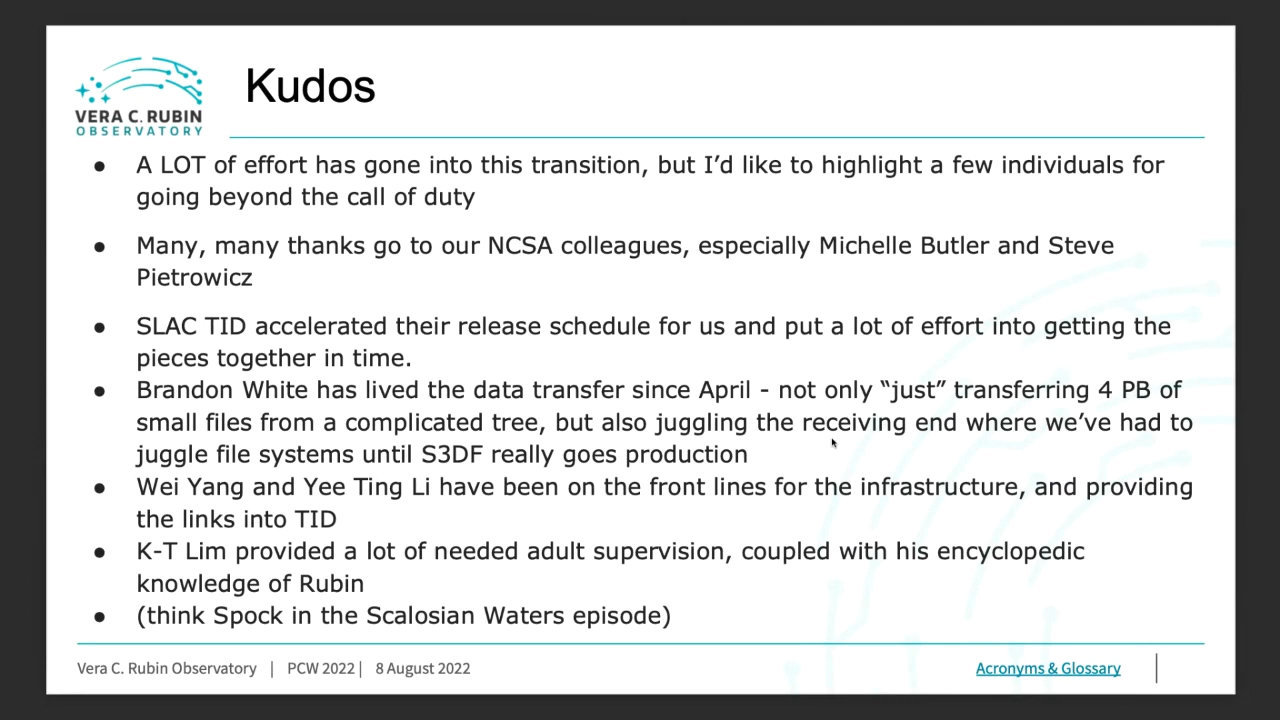 VERA C. RUBIN
OBSERVATORY
Kudos
● A LOT of effort has gone into this transition, but I’d like to highlight a few individuals for
going beyond the call of duty
● Many, many thanks go to our NCSA colleagues, especially Michelle Butler and Steve
Pietrowicz
● SLAC TID accelerated their release schedule for us and put a lot of effort into getting the
pieces together in time.
● Brandon White has lived the data transfer since April - not only “just” transferring 4 PB of
small files from a complicated tree, but also juggling the receiving end where we’ve had to
juggle file systems until S3DF really goes production
● Wei Yang and Yee Ting Li have been on the front lines for the infrastructure, and providing
the links into TID
● K-T Lim provided a lot of needed adult supervision, coupled with his encyclopedic
knowledge of Rubin
● (think Spock in the Scalosian Waters episode)
Vera C. Rubin Observatory | PCW 2022 | 8 August 2022
Acronyms & Glossary